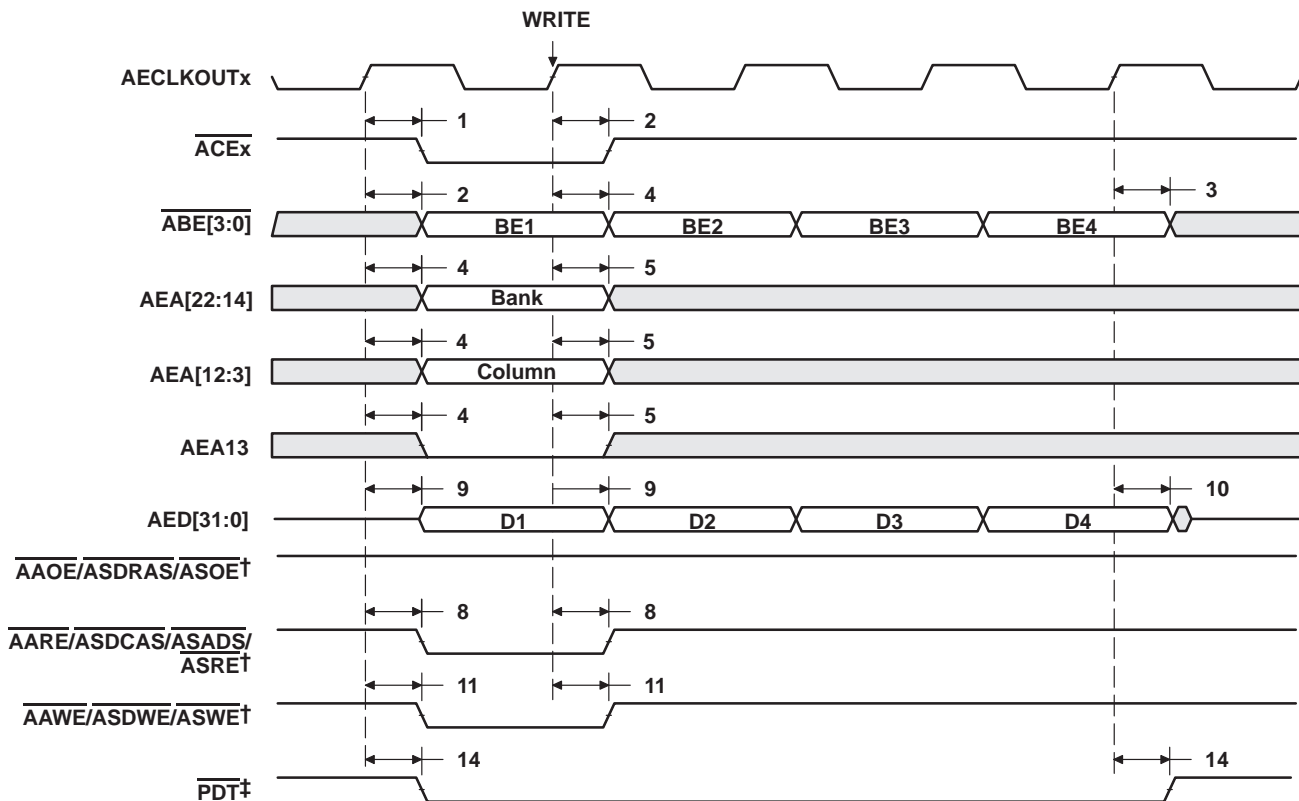 WRITE
AECLKOUTx
1 2
ACEx
2 4 3
ABE[3:0] BE1 BE2 BE3 BE4
4 5
AEA[22:14] Bank
4 5
AEA[12:3] Column
4 5
AEA13
9 9 10
AED[31:0] D1 D2 D3 D4
AAOE/ASDRAS/ASOE†
8 8
AARE/ASDCAS/ASADS/
ASRE†
11 11
AAWE/ASDWE/ASWE†
14 14
PDT‡